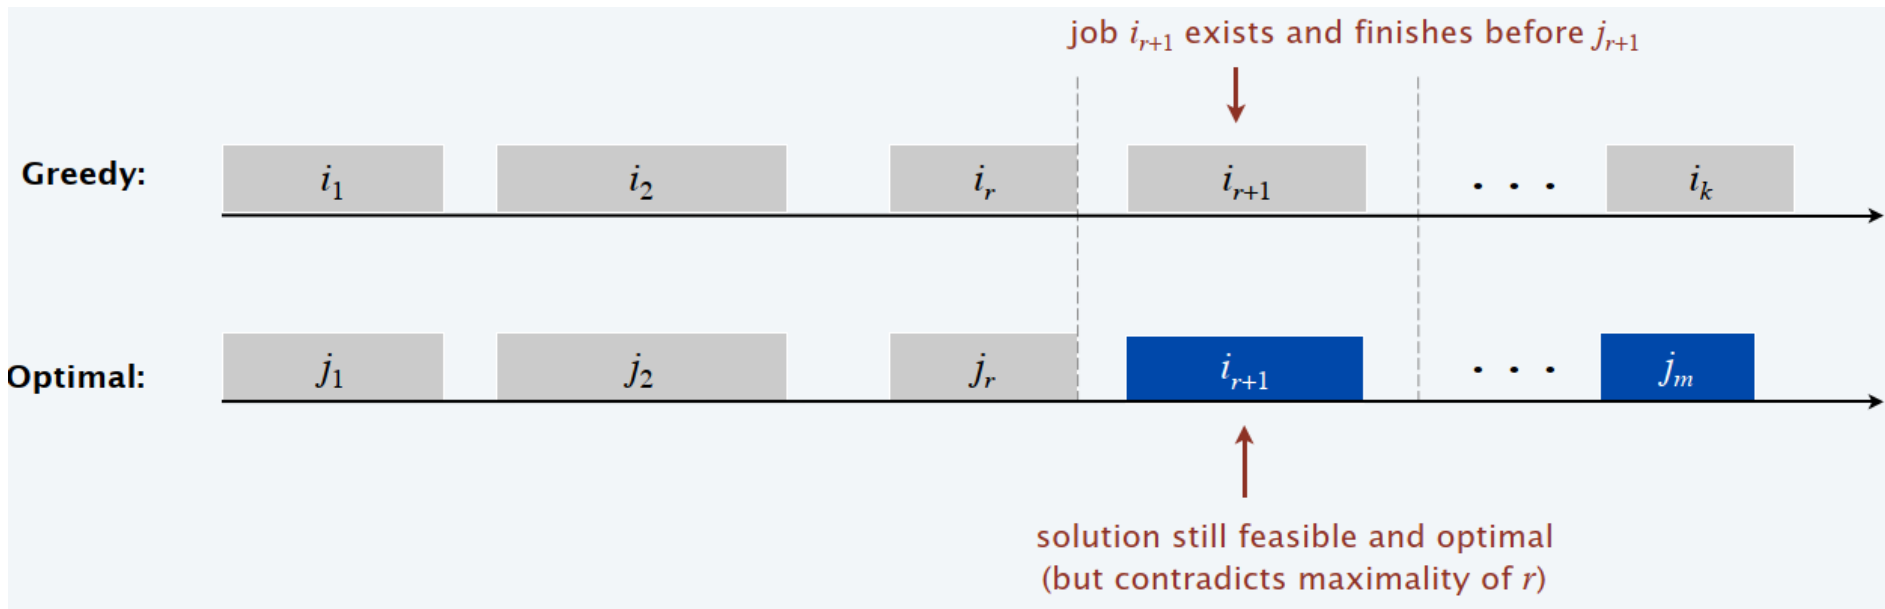 job i_{r+1} exists and finishes before j_{r+1}
Greedy: i_1 i_2 i_r i_{r+1} . . . i_k
Optimal: j_1 j_2 j_r i_{r+1} . . . j_m
solution still feasible and optimal
(but contradicts maximality of r)